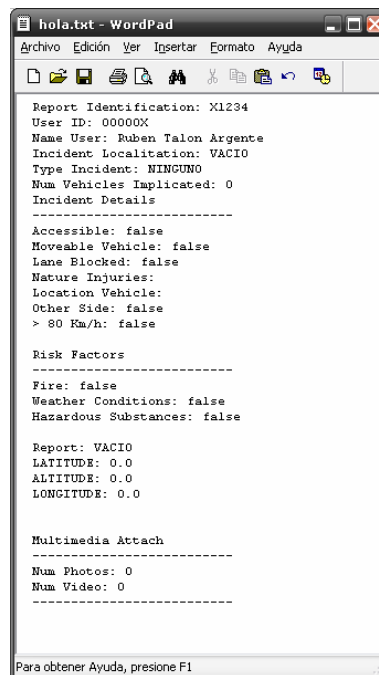 hola.txt - WordPad
Archivo Edición Ver Insertar Formato Ayuda
Report Identification: X1234
User ID: 00000X
Name User: Ruben Talon Argente
Incident Localitation: VACIO
Type Incident: NINGUNO
Num Vehicles Implicated: 0
Incident Details
---------------------------
Accessible: false
Moveable Vehicle: false
Lane Blocked: false
Nature Injuries:
Location Vehicle:
Other Side: false
> 80 Km/h: false
Risk Factors
---------------------------
Fire: false
Weather Conditions: false
Hazardous Substances: false
Report: VACIO
LATITUDE: 0.0
ALTITUDE: 0.0
LONGITUDE: 0.0
Multimedia Attach
---------------------------
Num Photos: 0
Num Video: 0
---------------------------
Para obtener Ayuda, presione F1